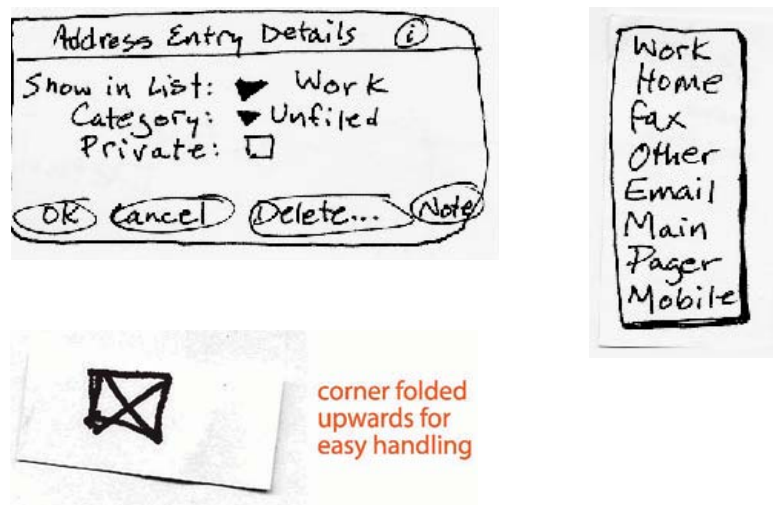 Address Entry Details i
Show in List: Work
Category: Unfiled
Private:
OK Cancel Delete... Note
Work
Home
Fax
Other
Email
Main
Pager
Mobile
corner folded
upwards for
easy handling